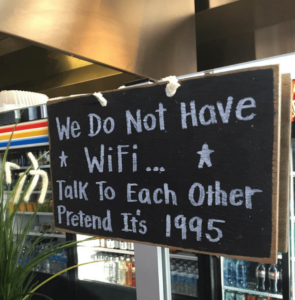 We Do Not Have
WiFi...
Talk To Each Other
Pretend It's 1995